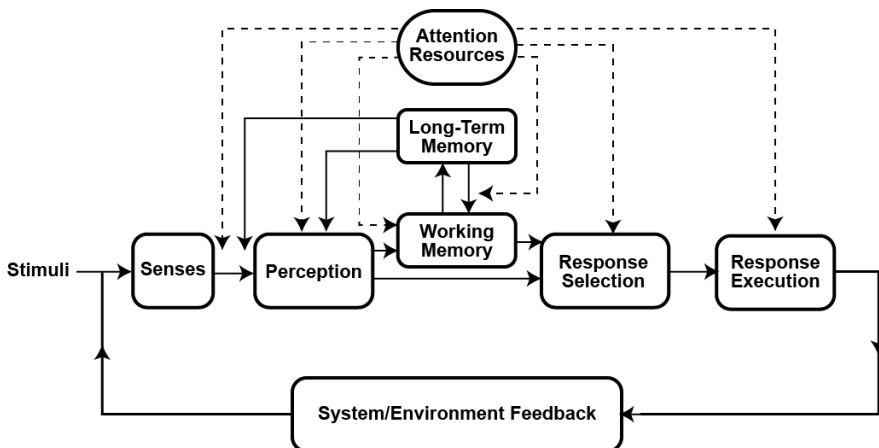 Attention
Resources
Long-Term
Memory
Working
Memory
Stimuli
Senses
Perception
Response
Selection
Response
Execution
System/Environment Feedback